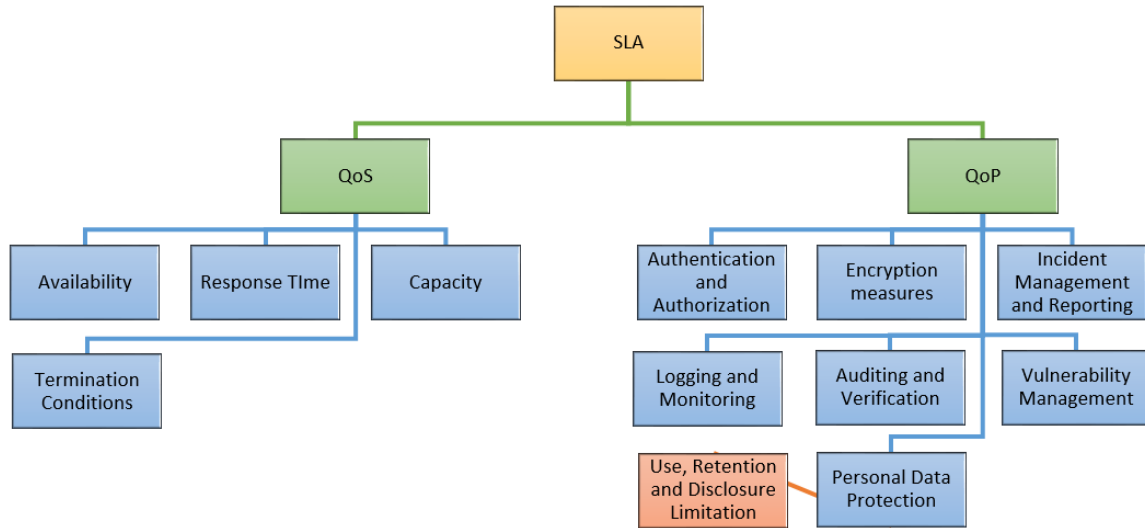 SLA
QoS
QoP
Availability
Response TIme
Capacity
Authentication
and
Authorization
Encryption
measures
Incident
Management
and Reporting
Termination
Conditions
Logging and
Monitoring
Auditing and
Verification
Vulnerability
Management
Use, Retention
and Disclosure
Limitation
Personal Data
Protection